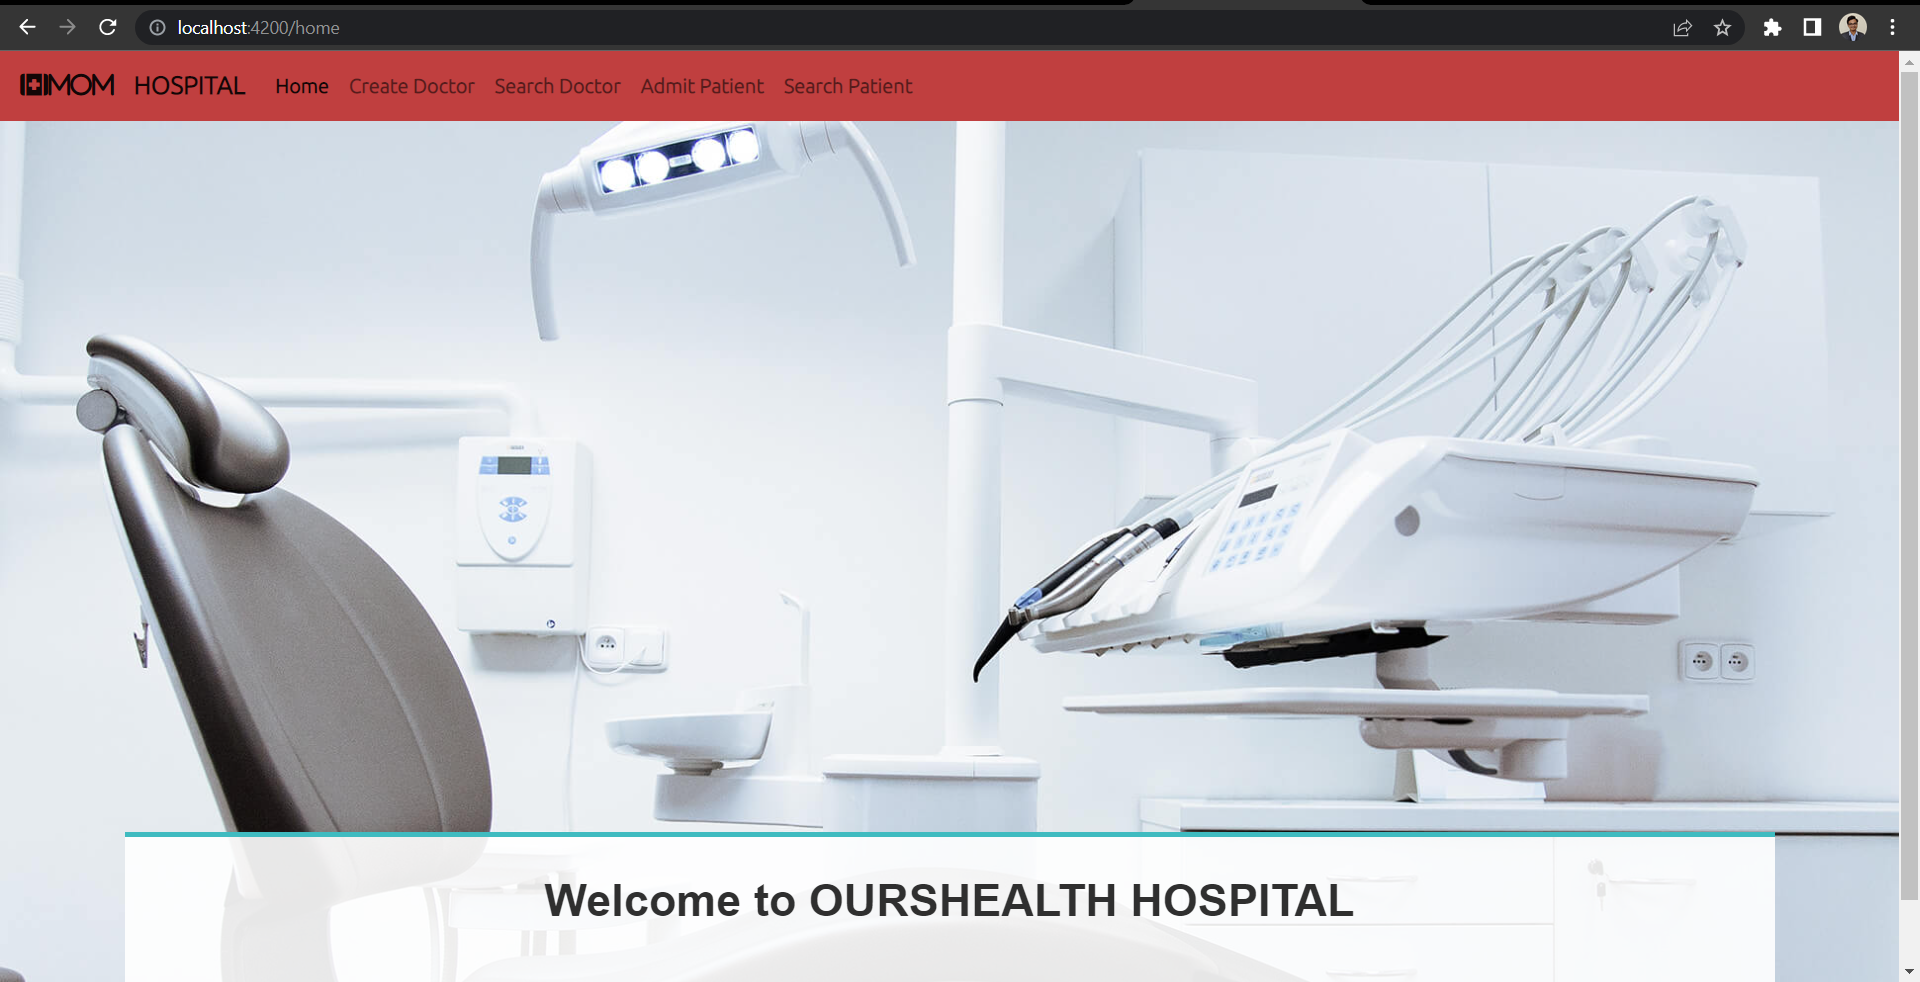 localhost:4200/home
MOM HOSPITAL Home Create Doctor Search Doctor Admit Patient Search Patient
Welcome to OURSHEALTH HOSPITAL